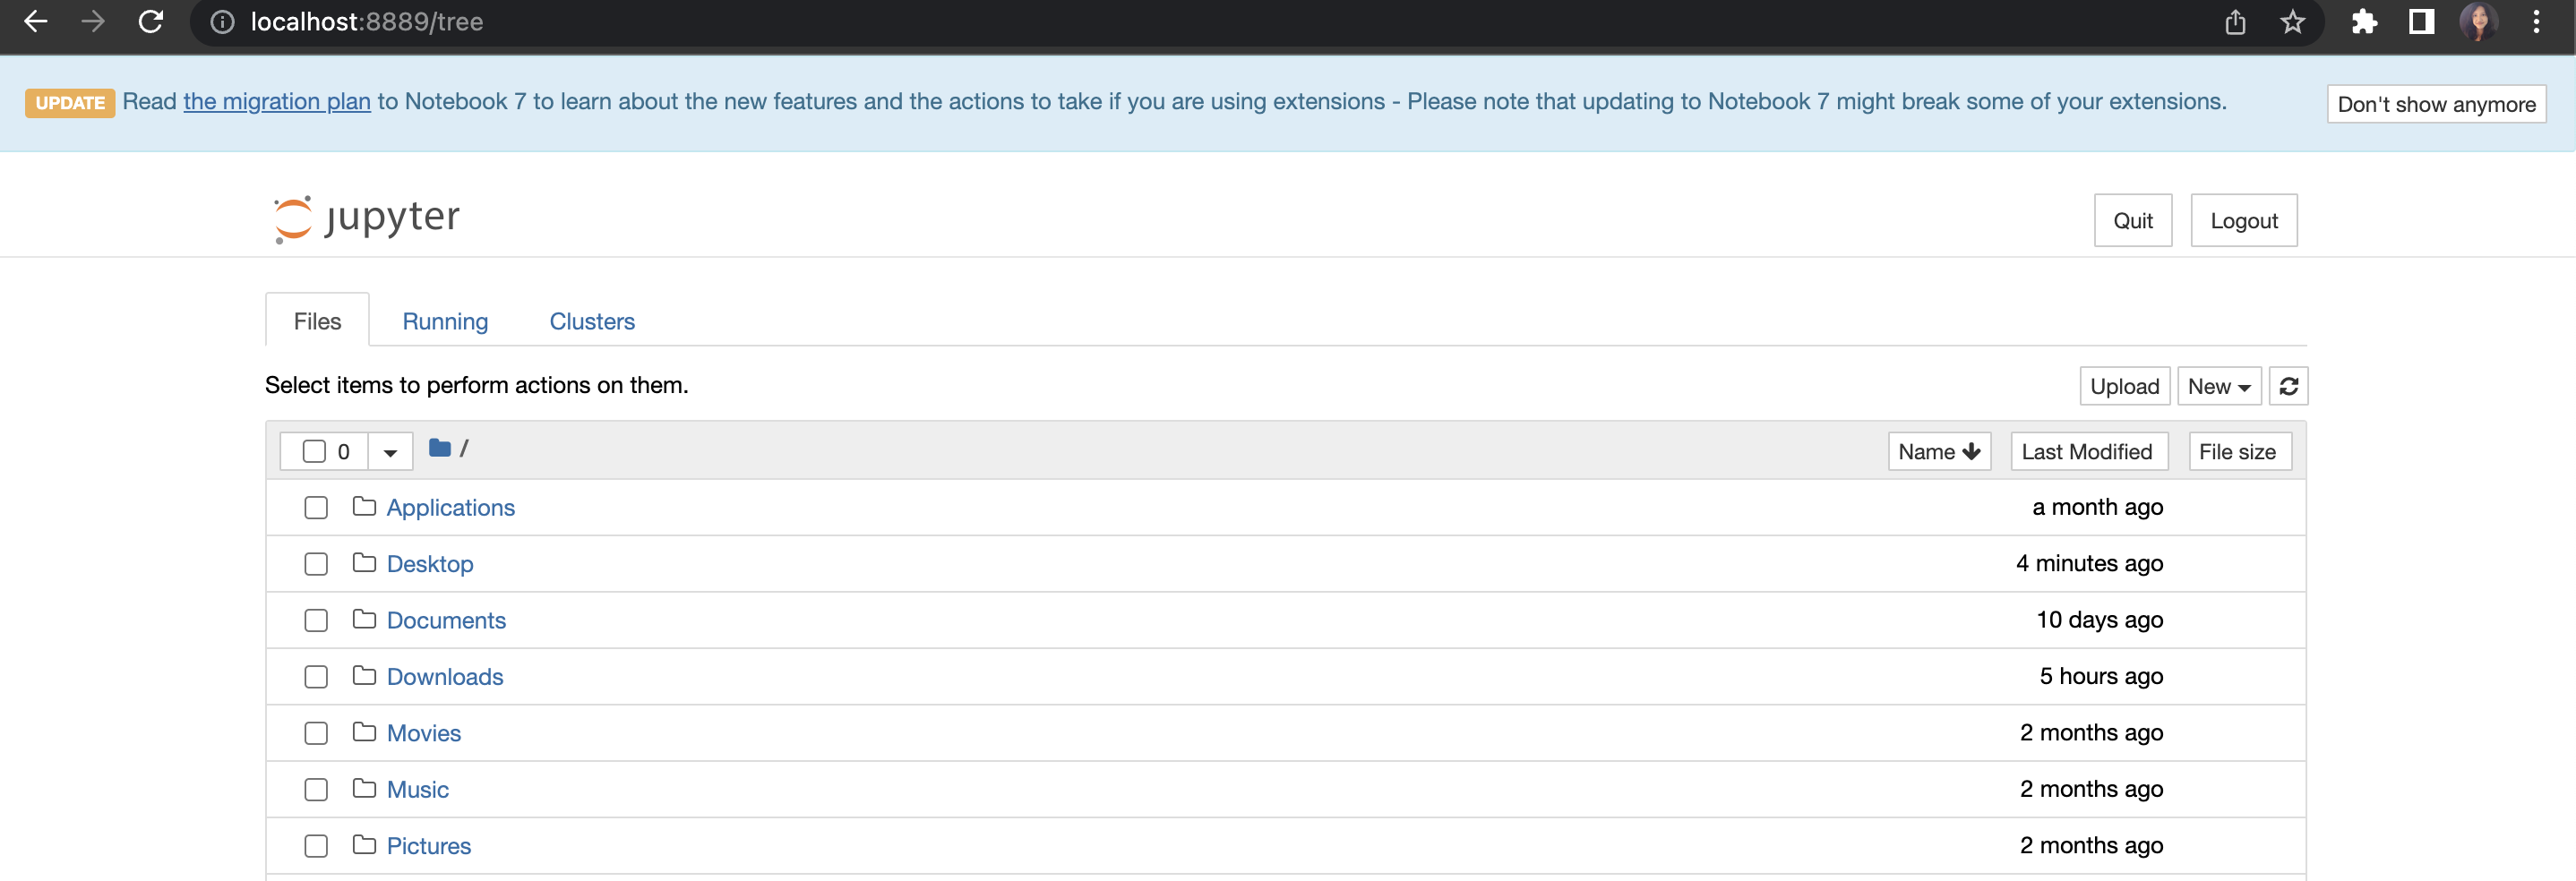 localhost:8889/tree
UPDATE Read the migration plan to Notebook 7 to learn about the new features and the actions to take if you are using extensions - Please note that updating to Notebook 7 might break some of your extensions. Don't show anymore
jupyter Quit Logout
Files Running Clusters
Select items to perform actions on them. Upload New
0 / Name Last Modified File size
Applications a month ago
Desktop 4 minutes ago
Documents 10 days ago
Downloads 5 hours ago
Movies 2 months ago
Music 2 months ago
Pictures 2 months ago